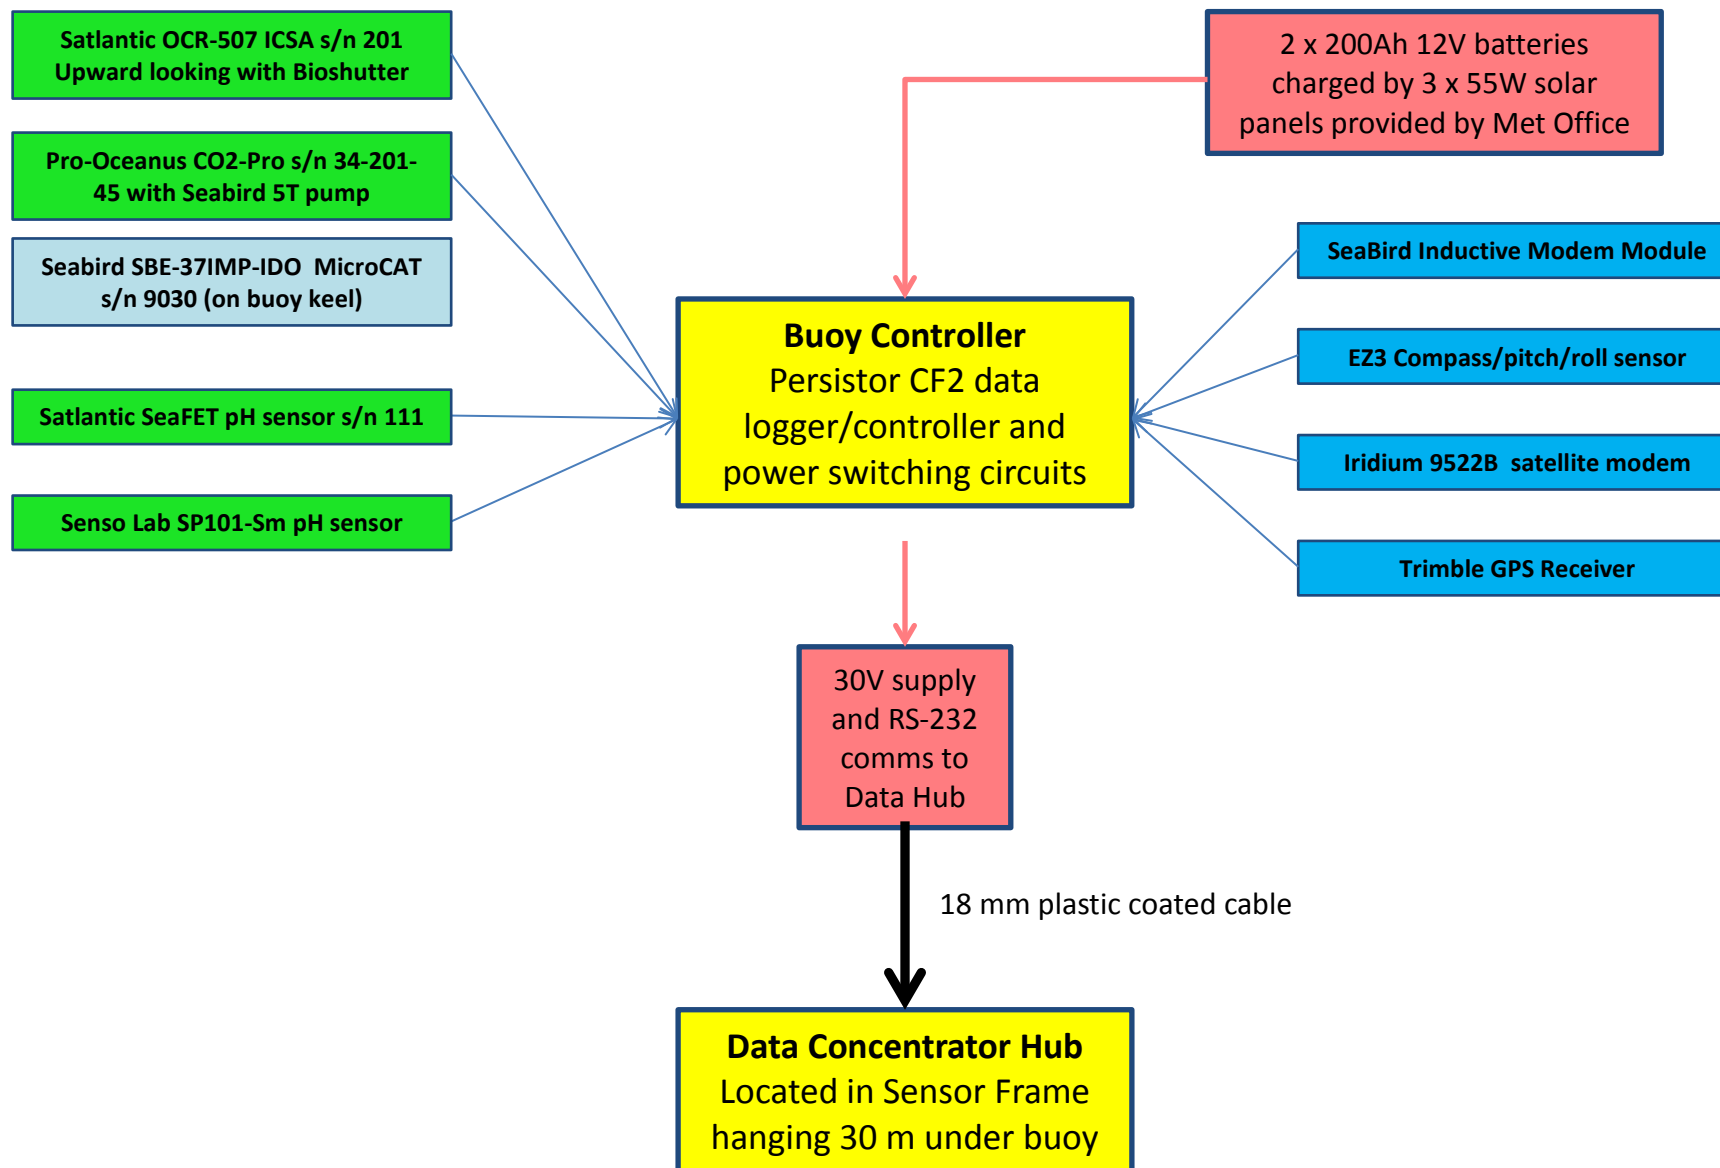 Satlantic OCR-507 ICSA s/n 201
Upward looking with Bioshutter
2 x 200Ah 12V batteries
charged by 3 x 55W solar
panels provided by Met Office
Pro-Oceanus CO2-Pro s/n 34-201-
45 with Seabird 5T pump
Seabird SBE-37IMP-IDO  MicroCAT
s/n 9030 (on buoy keel)
Satlantic SeaFET pH sensor s/n 111
Senso Lab SP101-Sm pH sensor
Buoy Controller
Persistor CF2 data
logger/controller and
power switching circuits
SeaBird Inductive Modem Module
EZ3 Compass/pitch/roll sensor
Iridium 9522B  satellite modem
Trimble GPS Receiver
30V supply
and RS-232
comms to
Data Hub
18 mm plastic coated cable
Data Concentrator Hub
Located in Sensor Frame
hanging 30 m under buoy